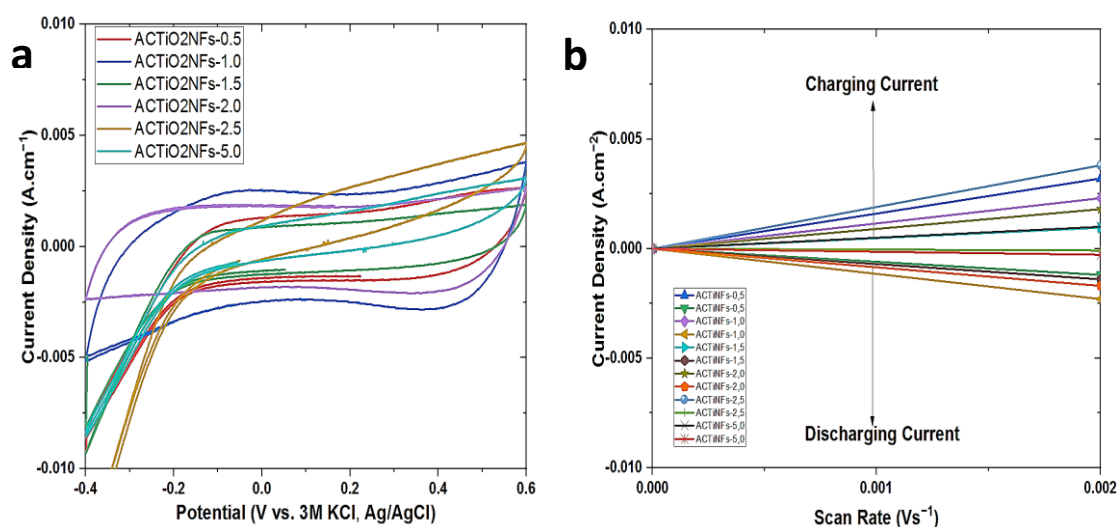 a
0.010
0.005
0.000
-0.005
-0.010
Current Density (A.cm⁻¹)
ACTiO2NFs-0.5
ACTiO2NFs-1.0
ACTiO2NFs-1.5
ACTiO2NFs-2.0
ACTiO2NFs-2.5
ACTiO2NFs-5.0
-0.4 -0.2 0.0 0.2 0.4 0.6
Potential (V vs. 3M KCl, Ag/AgCl)
b
0.010
0.005
0.000
-0.005
-0.010
Current Density (A.cm⁻²)
Charging Current
ACTiNFs-0,5
ACTiNFs-0,5
ACTiNFs-1,0
ACTiNFs-1,0
ACTiNFs-1,5
ACTiNFs-1,5
ACTiNFs-2,0
ACTiNFs-2,0
ACTiNFs-2,5
ACTiNFs-2,5
ACTiNFs-5,0
ACTiNFs-5,0
Discharging Current
0.000 0.001 0.002
Scan Rate (Vs⁻¹)